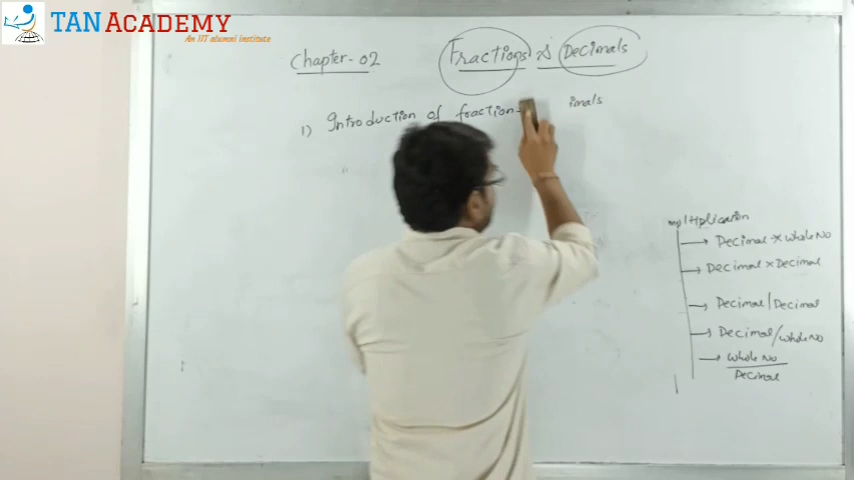 TAN ACADEMY
An IIT alumni institute
Chapter-02 Fractions & Decimals
1) Introduction of fraction- imals
multiplication
Decimal × whole No
Decimal × Decimal
Decimal / Decimal
Decimal / whole No
whole No
Decimal